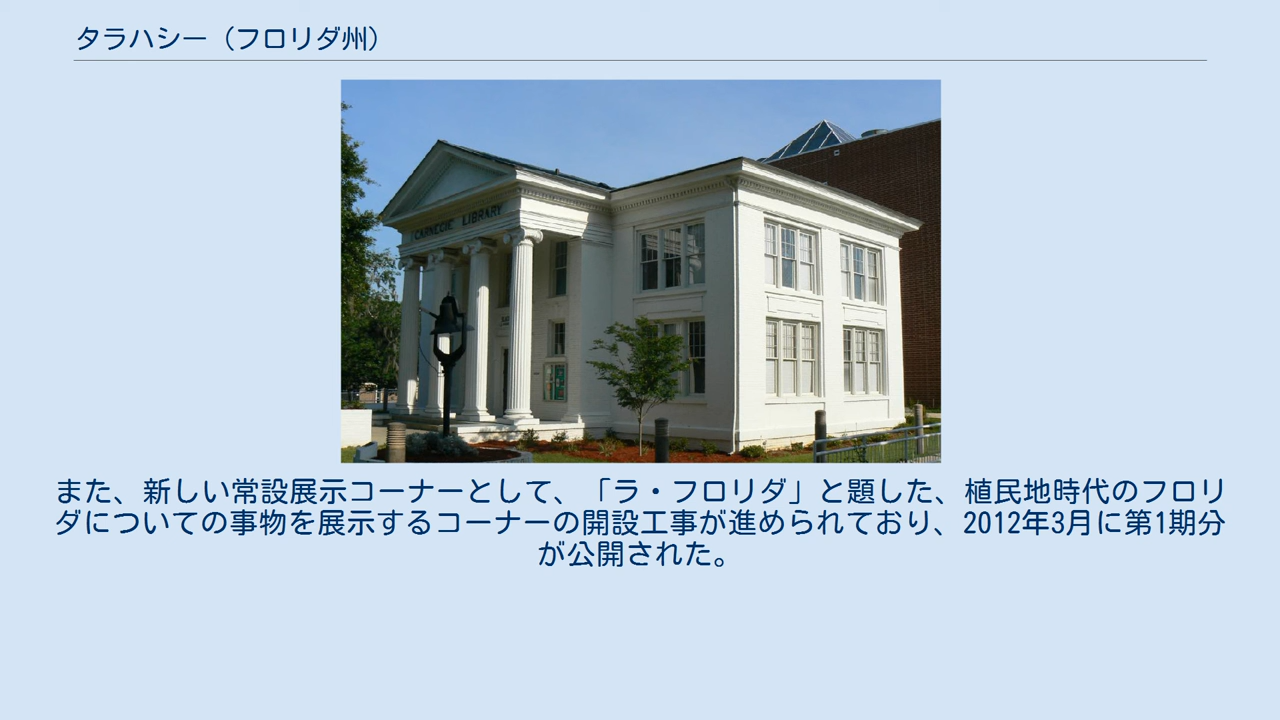 タラハシー（フロリダ州）
CARNEGIE LIBRARY
また、新しい常設展示コーナーとして、「ラ・フロリダ」と題した、植民地時代のフロリ
ダについての事物を展示するコーナーの開設工事が進められており、2012年3月に第1期分
が公開された。